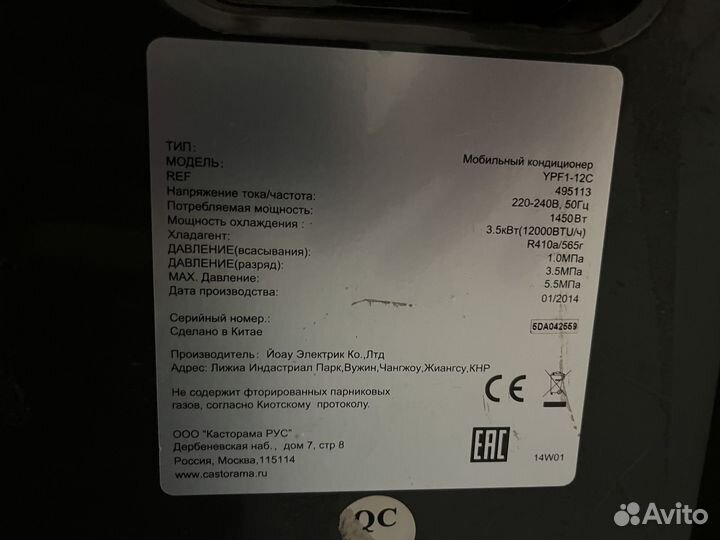 ТИП: Мобильный кондиционер
МОДЕЛЬ: YPF1-12C
REF 495113
Напряжение тока/частота: 220-240В, 50Гц
Потребляемая мощность: 1450Вт
Мощность охлаждения : 3.5кВт(12000BTU/ч)
Хладагент: R410a/565г
ДАВЛЕНИЕ(всасывания): 1.0МПа
ДАВЛЕНИЕ(разряд): 3.5МПа
MAX. Давление: 5.5МПа
Дата производства: 01/2014
Серийный номер.: 5DA042559
Сделано в Китае
Производитель : Йоау Электрик Ко.,Лтд
Адрес: Лижиа Индастриал Парк,Вужин,Чангжоу,Жиангсу,КНР
Не содержит фторированных парниковых
газов, согласно Киотскому протоколу.
CE
ООО "Касторама РУС"
Дербеневская наб., дом 7, стр 8
Россия, Москва,115114
www.castorama.ru
EAC
14W01
QC
Avito